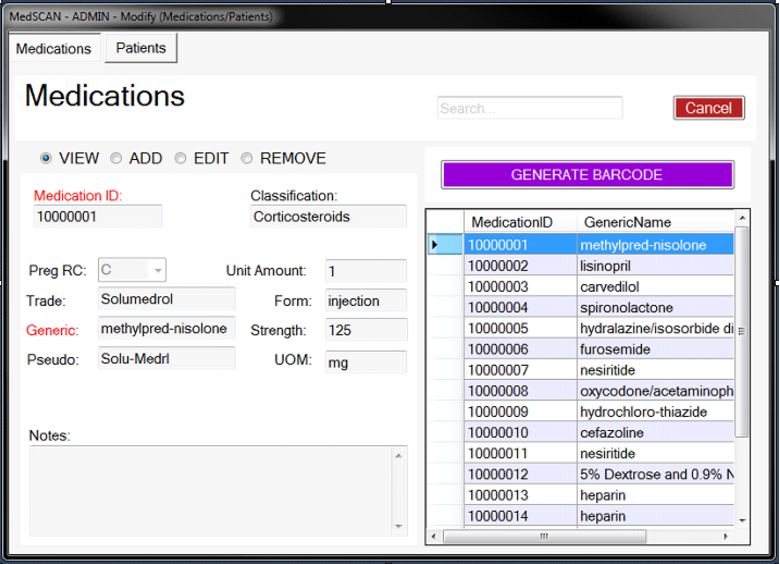 MedSCAN - ADMIN - Modify (Medications/Patients)
Medications Patients
Medications
Search...
Cancel
VIEW ADD EDIT REMOVE
GENERATE BARCODE
Medication ID:
10000001
Classification:
Corticosteroids
Preg RC: C
Unit Amount: 1
Trade: Solumedrol
Form: injection
Generic: methylpred-nisolone
Strength: 125
Pseudo: Solu-Medrl
UOM: mg
Notes:
MedicationID GenericName
10000001 methylpred-nisolone
10000002 lisinopril
10000003 carvedilol
10000004 spironolactone
10000005 hydralazine/isosorbide di
10000006 furosemide
10000007 nesiritide
10000008 oxycodone/acetaminoph
10000009 hydrochloro-thiazide
10000010 cefazoline
10000011 nesiritide
10000012 5% Dextrose and 0.9% N
10000013 heparin
10000014 heparin